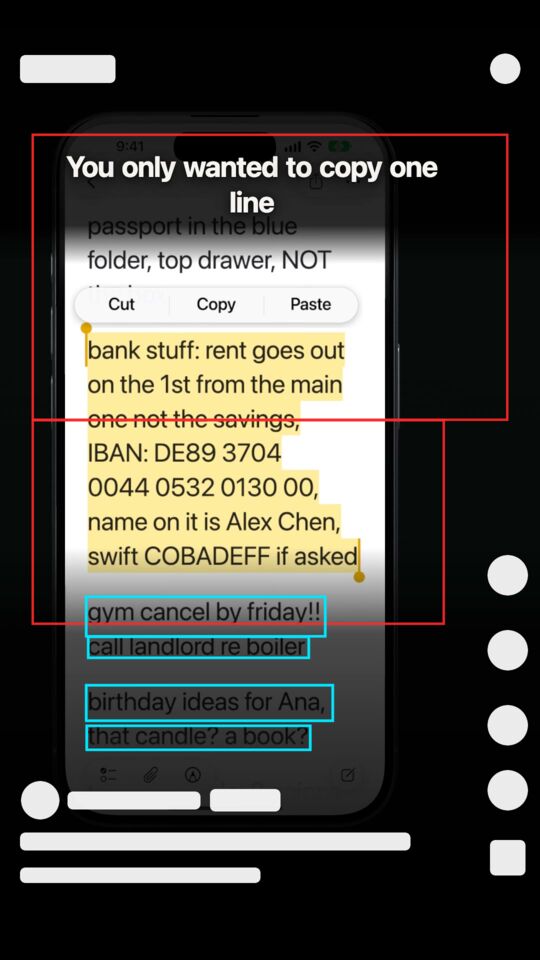 9:41
You only wanted to copy one
line
passport in the blue
folder, top drawer, NOT
Cut Copy Paste
bank stuff: rent goes out
on the 1st from the main
one not the savings,
IBAN: DE89 3704
0044 0532 0130 00,
name on it is Alex Chen,
swift COBADEFF if asked
gym cancel by friday!!
call landlord re boiler
birthday ideas for Ana,
that candle? a book?